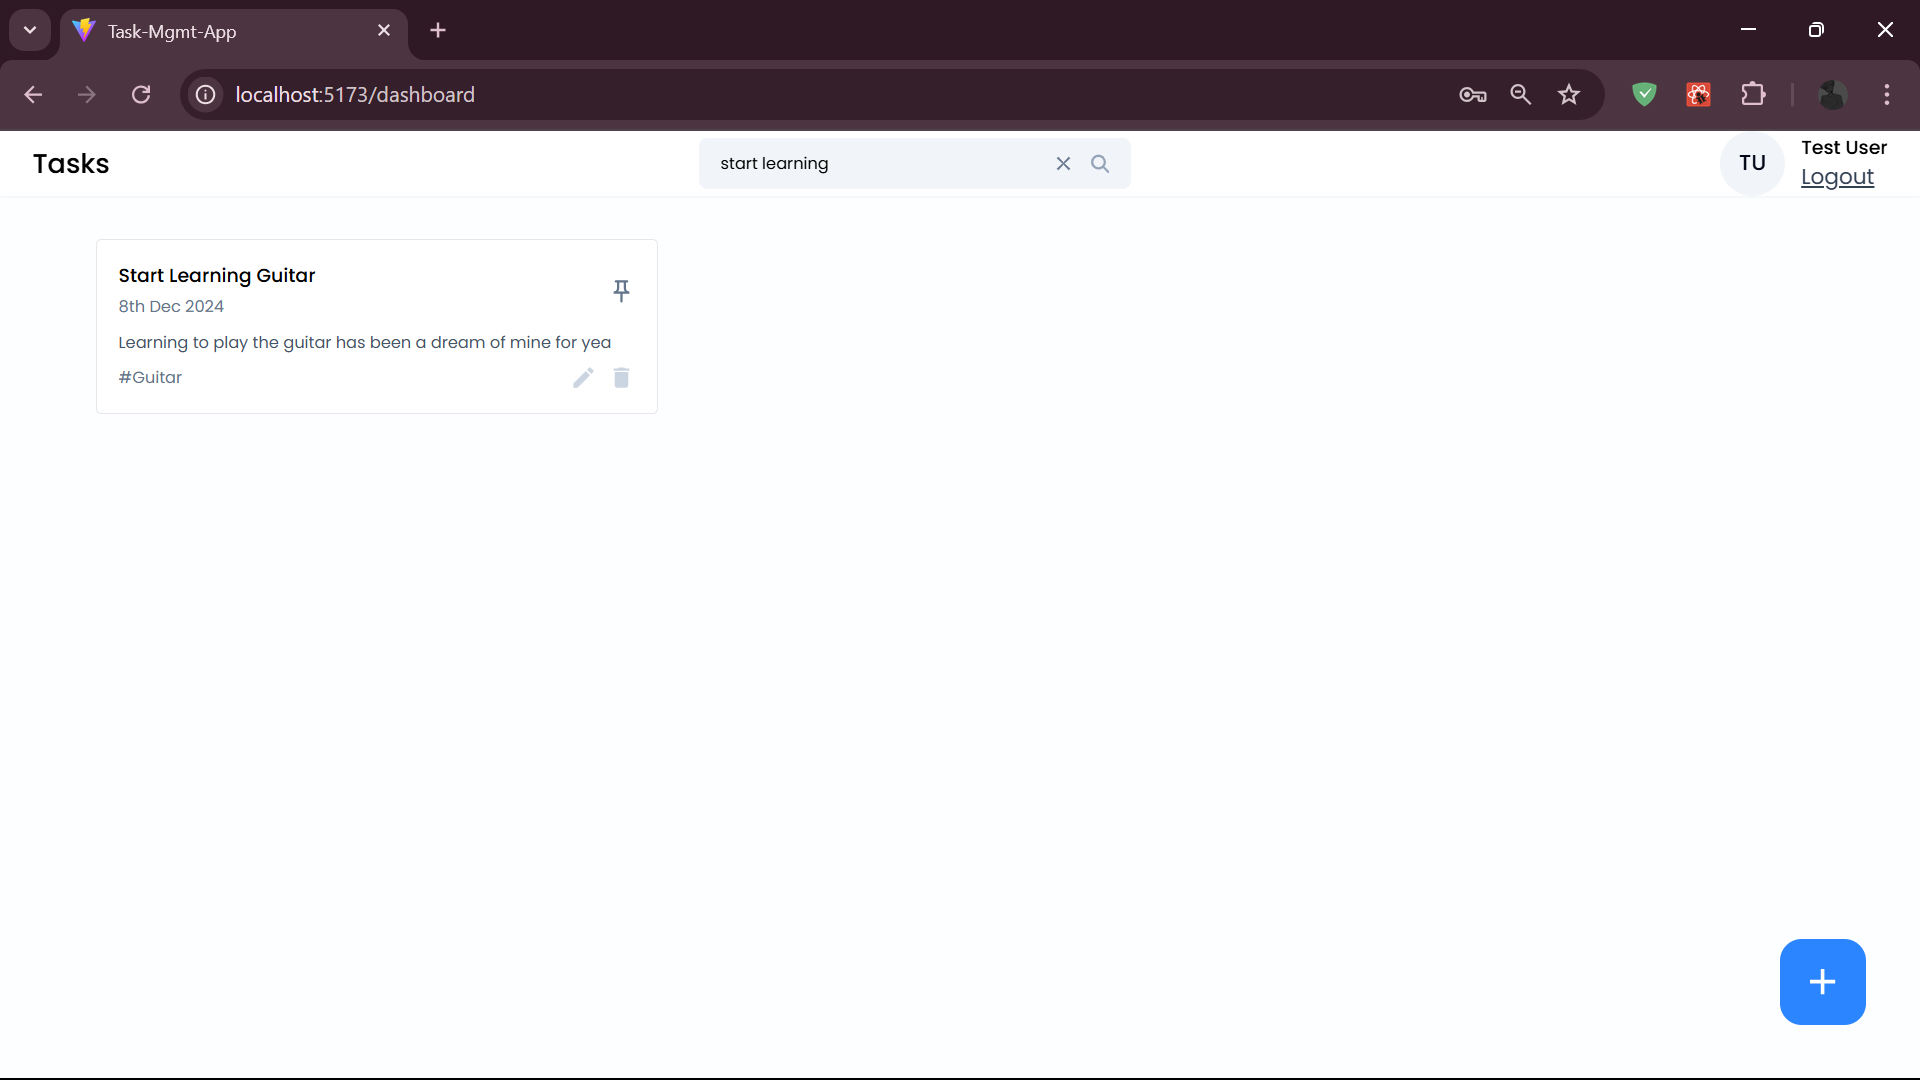 Task-Mgmt-App
localhost:5173/dashboard
Tasks
start learning
TU
Test User
Logout
Start Learning Guitar
8th Dec 2024
Learning to play the guitar has been a dream of mine for yea
#Guitar